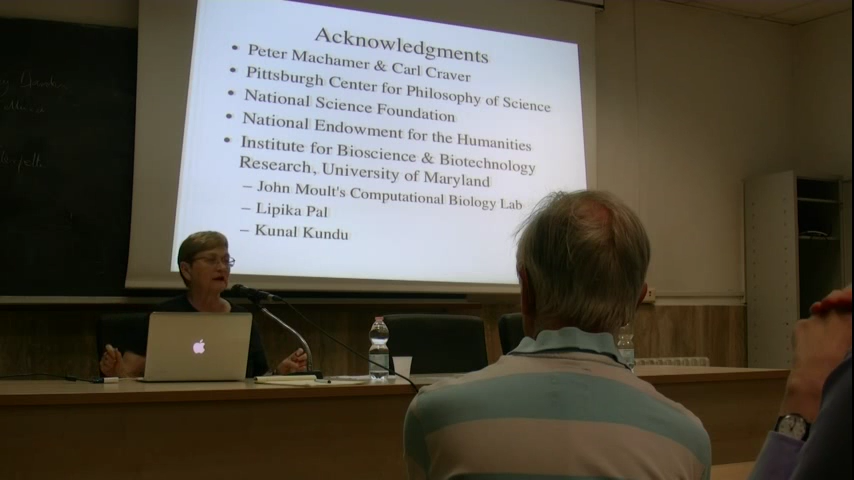 Acknowledgments
• Peter Machamer & Carl Craver
• Pittsburgh Center for Philosophy of Science
• National Science Foundation
• National Endowment for the Humanities
• Institute for Bioscience & Biotechnology
Research, University of Maryland
– John Moult's Computational Biology Lab
– Lipika Pal
– Kunal Kundu